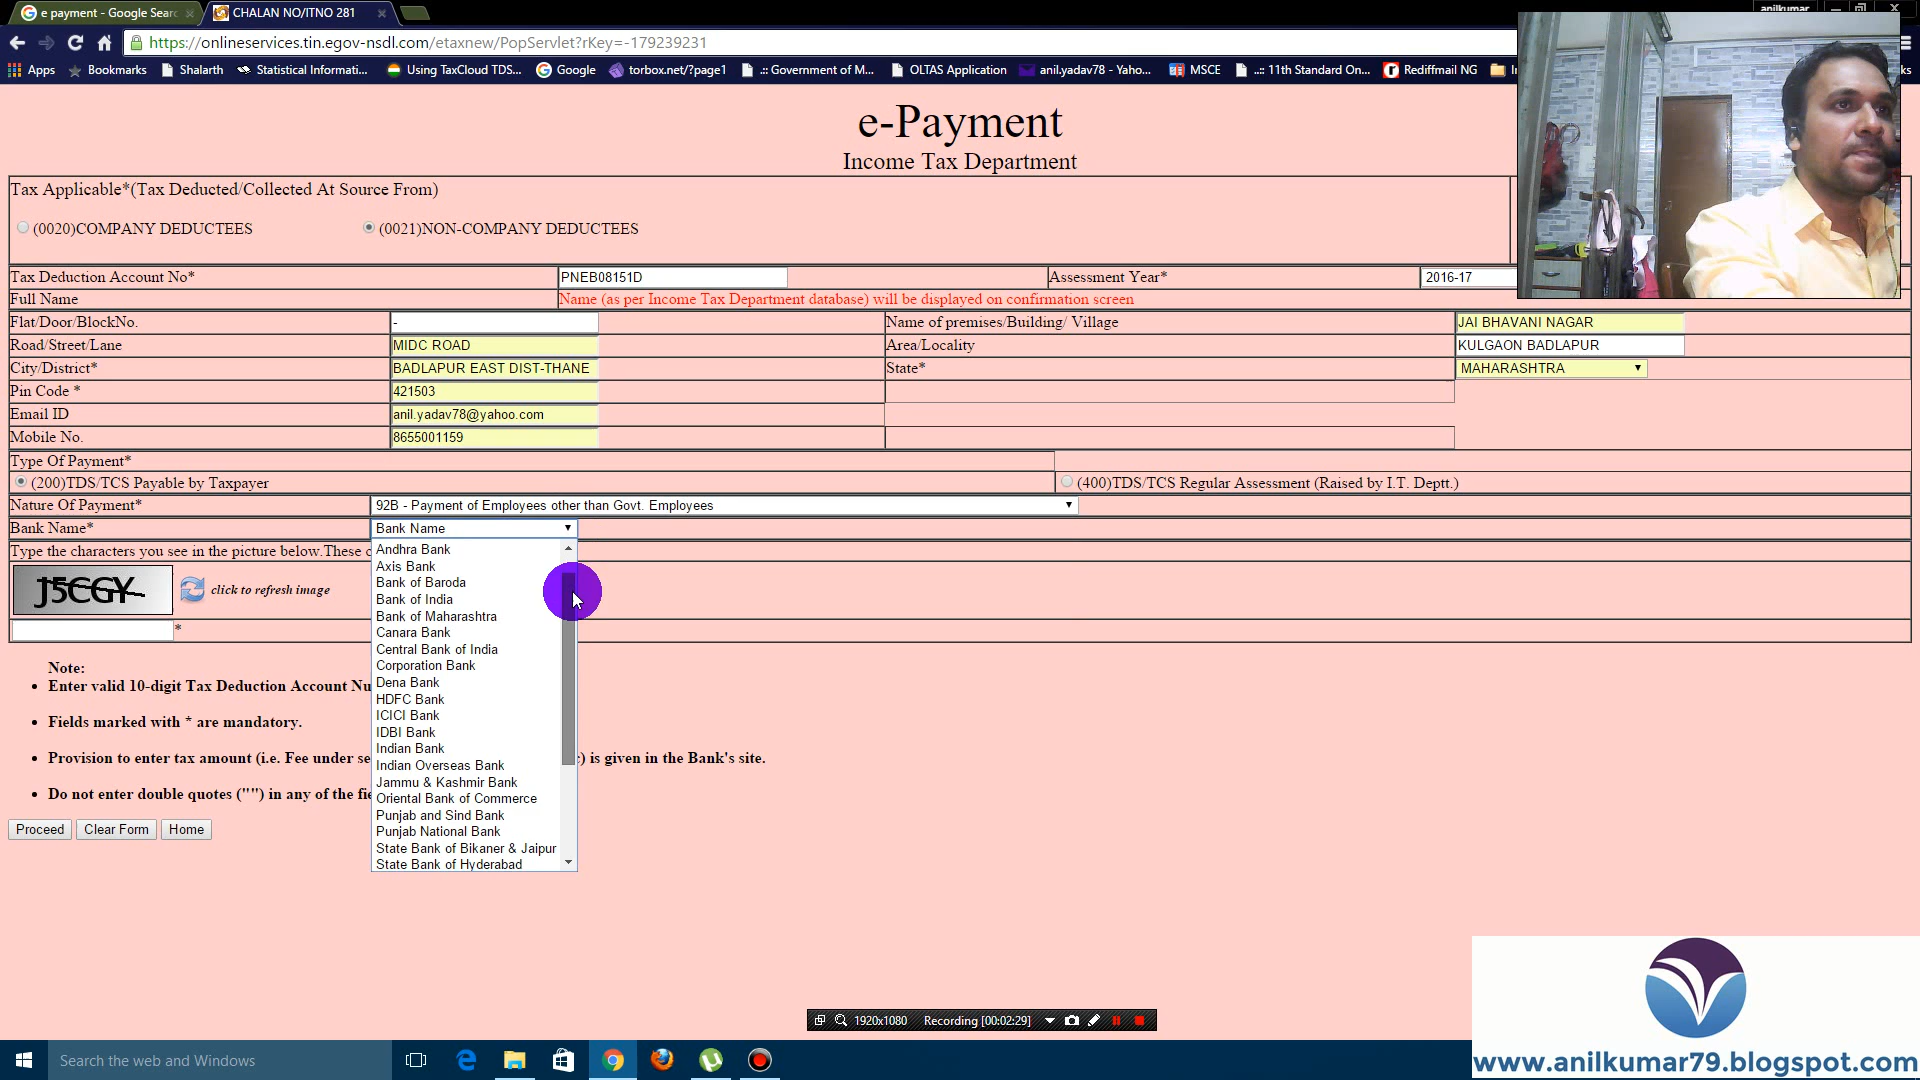 e payment - Google Searc
CHALAN NO/ITNO 281
anilkumar
https://onlineservices.tin.egov-nsdl.com/etaxnew/PopServlet?rKey=-179239231
Apps Bookmarks Shalarth Statistical Informati... Using TaxCloud TDS... Google torbox.net/?page1 .:: Government of M... OLTAS Application anil.yadav78 - Yaho... MSCE ..:: 11th Standard On... Rediffmail NG
e-Payment
Income Tax Department
Tax Applicable*(Tax Deducted/Collected At Source From)
(0020)COMPANY DEDUCTEES (0021)NON-COMPANY DEDUCTEES
Tax Deduction Account No* PNEB08151D Assessment Year* 2016-17
Full Name Name (as per Income Tax Department database) will be displayed on confirmation screen
Flat/Door/BlockNo. - Name of premises/Building/ Village JAI BHAVANI NAGAR
Road/Street/Lane MIDC ROAD Area/Locality KULGAON BADLAPUR
City/District* BADLAPUR EAST DIST-THANE State* MAHARASHTRA
Pin Code * 421503
Email ID anil.yadav78@yahoo.com
Mobile No. 8655001159
Type Of Payment*
(200)TDS/TCS Payable by Taxpayer (400)TDS/TCS Regular Assessment (Raised by I.T. Deptt.)
Nature Of Payment* 92B - Payment of Employees other than Govt. Employees
Bank Name* Bank Name
Type the characters you see in the picture below.These c
J5CGY click to refresh image
*
Andhra Bank
Axis Bank
Bank of Baroda
Bank of India
Bank of Maharashtra
Canara Bank
Central Bank of India
Corporation Bank
Dena Bank
HDFC Bank
ICICI Bank
IDBI Bank
Indian Bank
Indian Overseas Bank
Jammu & Kashmir Bank
Oriental Bank of Commerce
Punjab and Sind Bank
Punjab National Bank
State Bank of Bikaner & Jaipur
State Bank of Hyderabad
Note:
Enter valid 10-digit Tax Deduction Account Nu
Fields marked with * are mandatory.
Provision to enter tax amount (i.e. Fee under se c) is given in the Bank's site.
Do not enter double quotes ("") in any of the fie
Proceed Clear Form Home
1920x1080 Recording [00:02:29]
Search the web and Windows
www.anilkumar79.blogspot.com